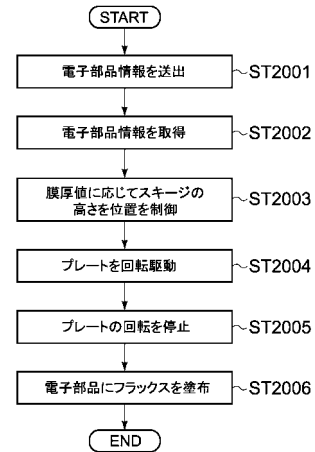 START
電子部品情報を送出
ST2001
電子部品情報を取得
ST2002
膜厚値に応じてスキージの
高さを位置を制御
ST2003
プレートを回転駆動
ST2004
プレートの回転を停止
ST2005
電子部品にフラックスを塗布
ST2006
END